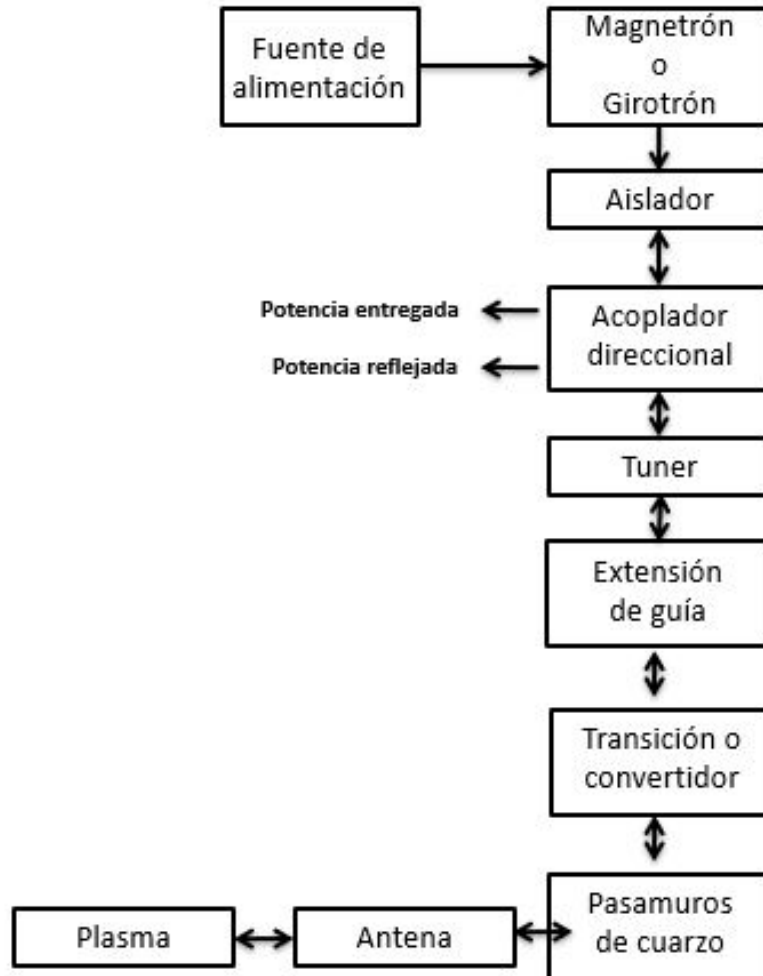 Fuente de
alimentación
Magnetrón
o
Girotrón
Aislador
Potencia entregada
Potencia reflejada
Acoplador
direccional
Tuner
Extensión
de guía
Transición o
convertidor
Plasma
Antena
Pasamuros
de cuarzo